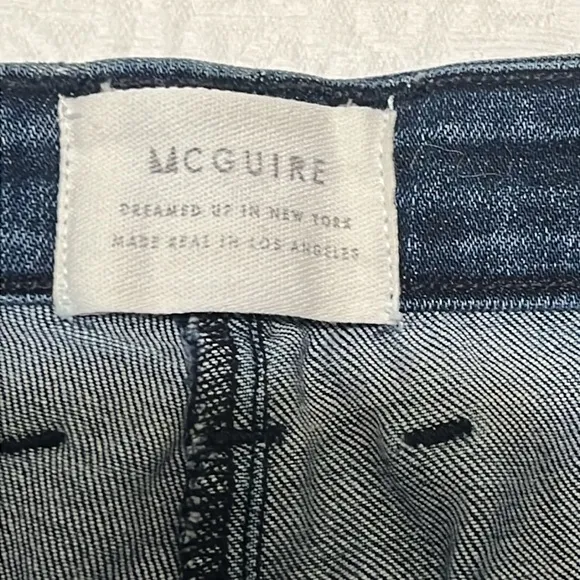 MCGUIRE
DREAMED UP IN NEW YORK
MADE REAL IN LOS ANGELES